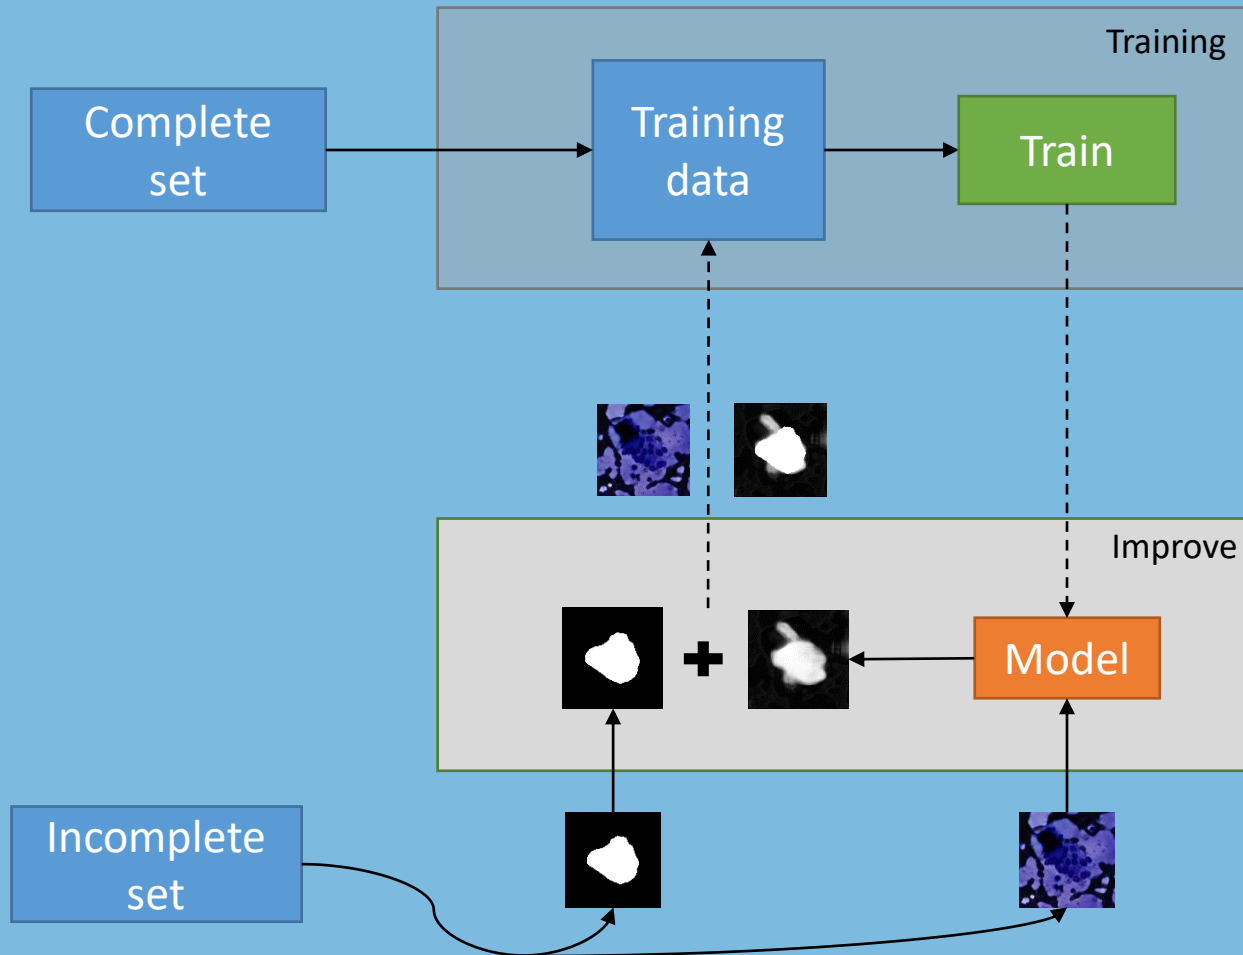 Training
Complete
set
Training
data
Train
Improve
Model
Incomplete
set